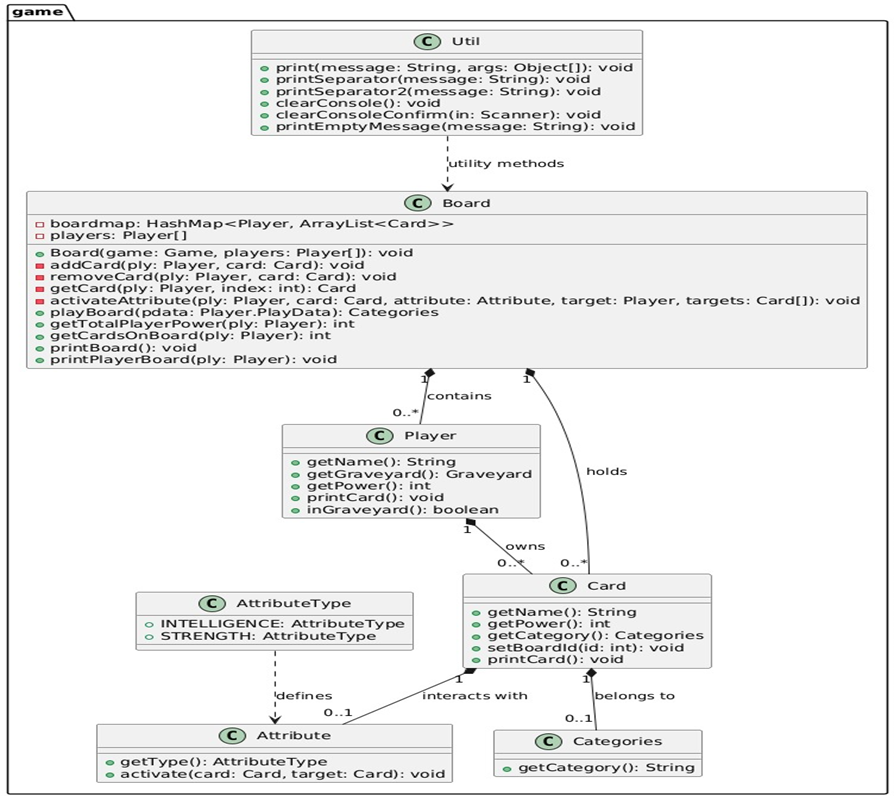 game
C Util
print(message: String, args: Object[]): void
printSeparator(message: String): void
printSeparator2(message: String): void
clearConsole(): void
clearConsoleConfirm(in: Scanner): void
printEmptyMessage(message: String): void
utility methods
C Board
boardmap: HashMap<Player, ArrayList<Card>>
players: Player[]
Board(game: Game, players: Player[]): void
addCard(ply: Player, card: Card): void
removeCard(ply: Player, card: Card): void
getCard(ply: Player, index: int): Card
activateAttribute(ply: Player, card: Card, attribute: Attribute, target: Player, targets: Card[]): void
playBoard(pdata: Player.PlayData): Categories
getTotalPlayerPower(ply: Player): int
getCardsOnBoard(ply: Player): int
printBoard(): void
printPlayerBoard(ply: Player): void
1
1
contains
0..*
C Player
getName(): String
getGraveyard(): Graveyard
getPower(): int
printCard(): void
inGraveyard(): boolean
holds
1
owns
0..*
0..*
C Card
getName(): String
getPower(): int
getCategory(): Categories
setBoardId(id: int): void
printCard(): void
C AttributeType
INTELLIGENCE: AttributeType
STRENGTH: AttributeType
1
1
defines
interacts with
belongs to
0..1
0..1
C Attribute
getType(): AttributeType
activate(card: Card, target: Card): void
C Categories
getCategory(): String